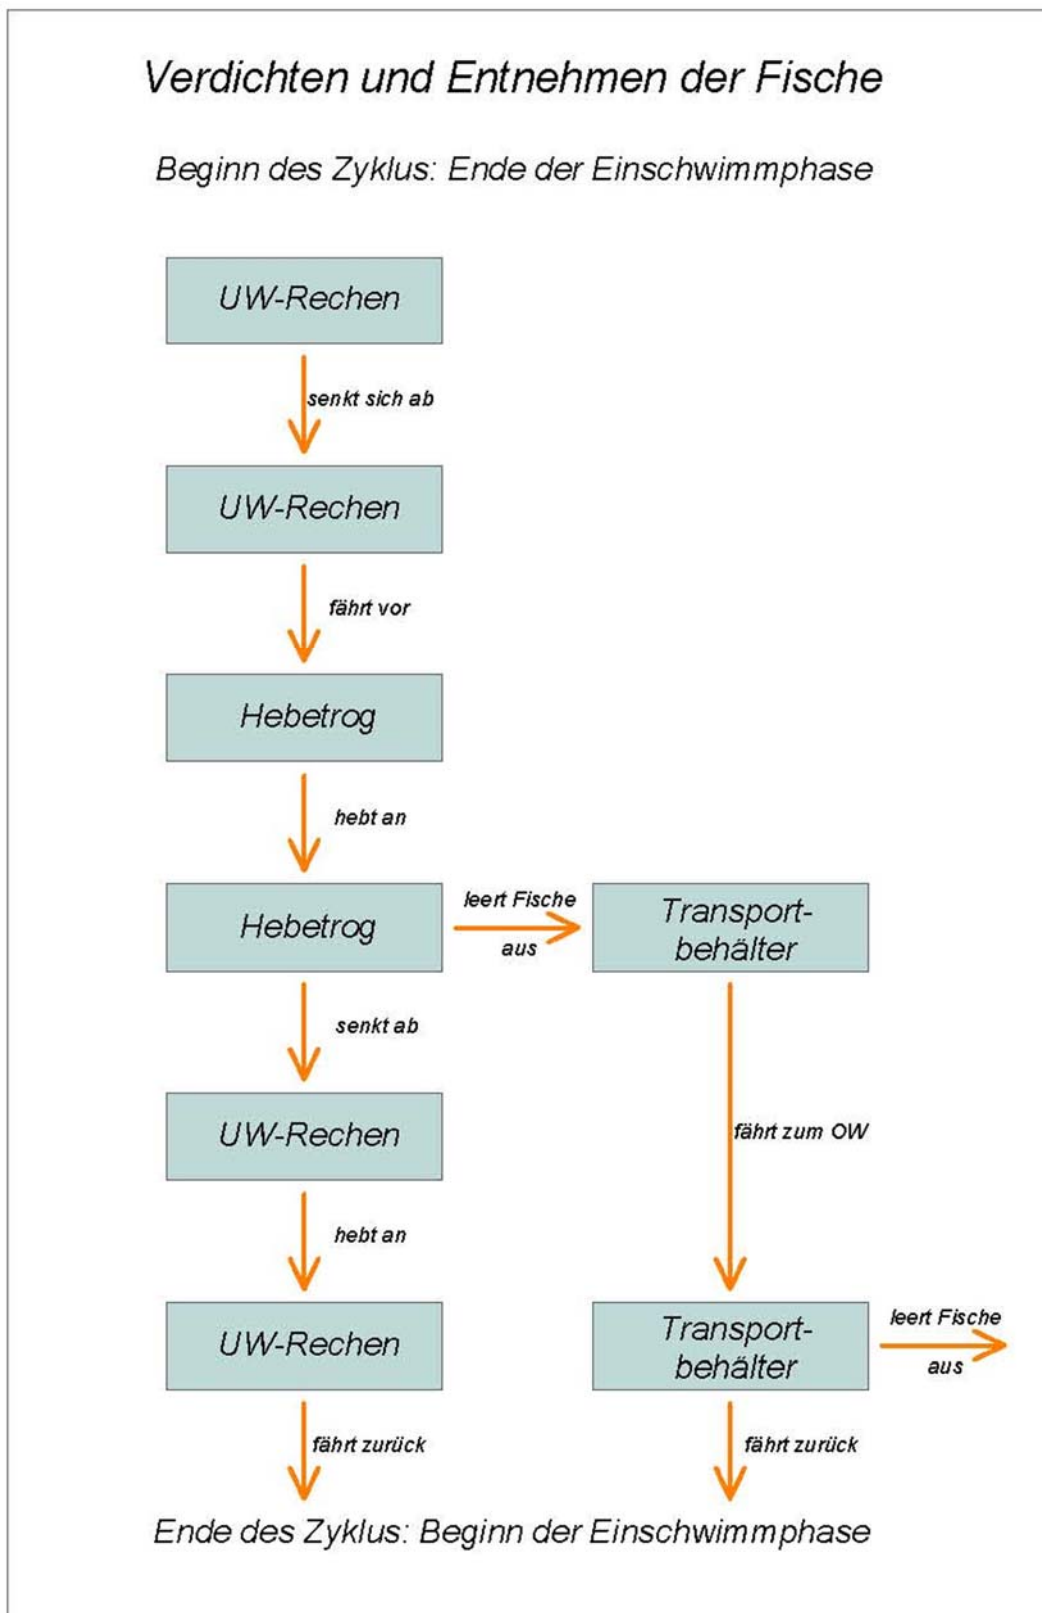 Verdichten und Entnehmen der Fische
Beginn des Zyklus: Ende der Einschwimmphase
UW-Rechen
senkt sich ab
UW-Rechen
fährt vor
Hebetrog
hebt an
Hebetrog
leert Fische
aus
Transport-
behälter
senkt ab
UW-Rechen
fährt zum OW
hebt an
UW-Rechen
Transport-
behälter
leert Fische
aus
fährt zurück
fährt zurück
Ende des Zyklus: Beginn der Einschwimmphase